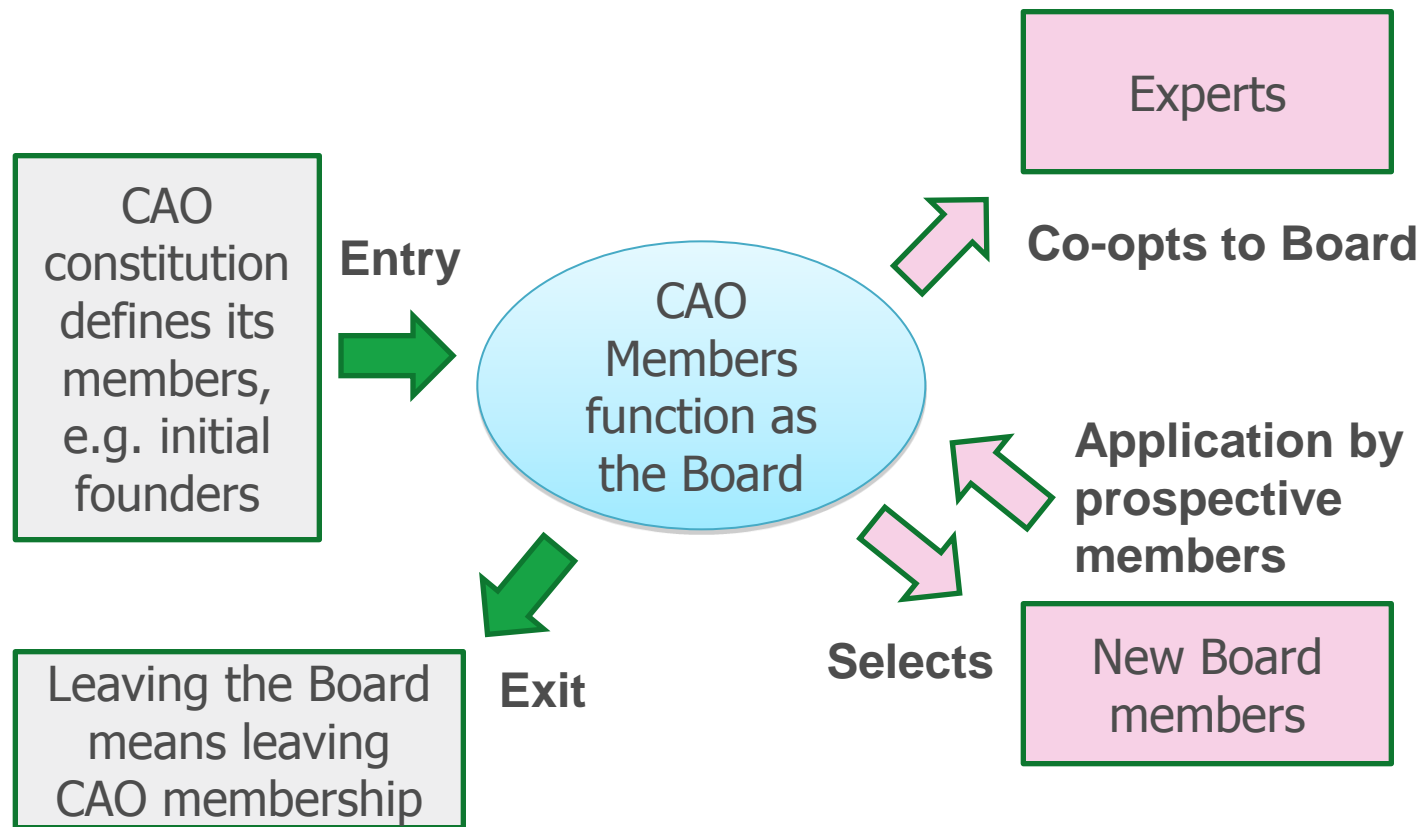 CAO
constitution
defines its
members,
e.g. initial
founders
Entry
CAO
Members
function as
the Board
Experts
Co-opts to Board
Application by
prospective
members
Selects
New Board
members
Exit
Leaving the Board
means leaving
CAO membership